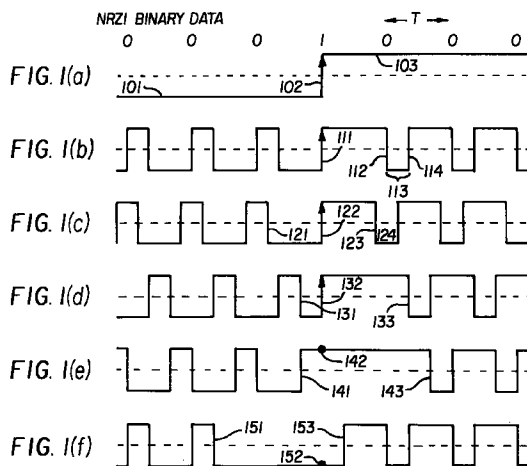 NRZI BINARY DATA
0 0 0 1 0 T 0 0
FIG. 1(a) 101 102 103
FIG. 1(b) 111 112 113 114
FIG. 1(c) 121 122 123 124
FIG. 1(d) 131 132 133
FIG. 1(e) 141 142 143
FIG. 1(f) 151 152 153